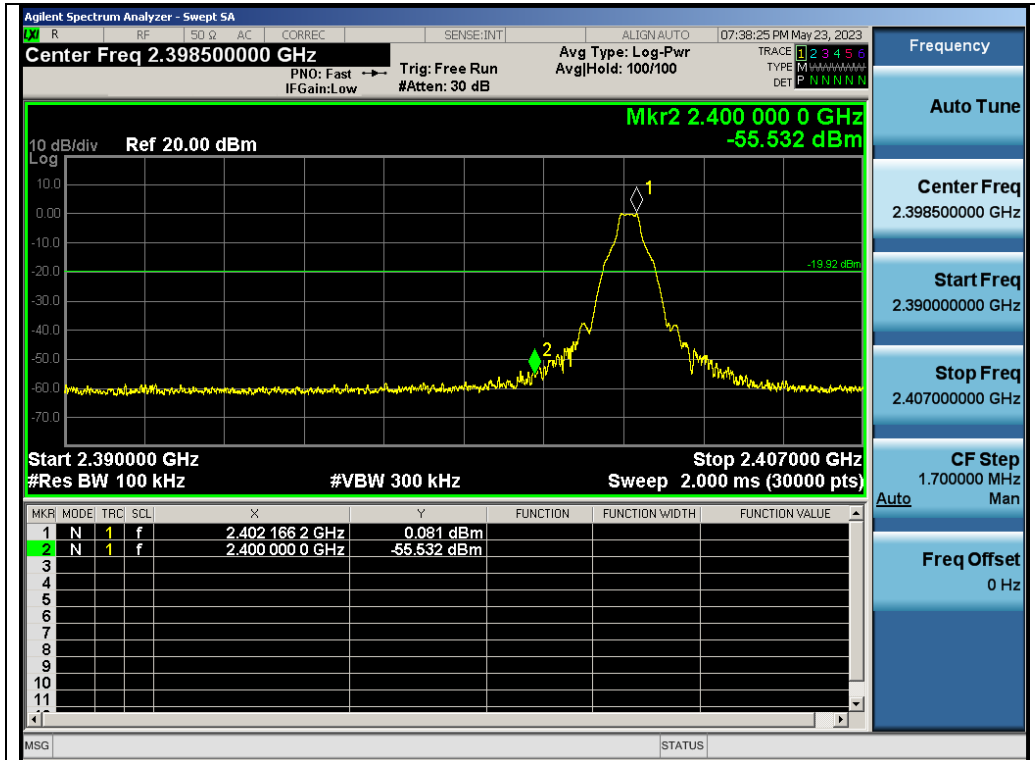 Agilent Spectrum Analyzer - Swept SA
LXI R RF 50 Ω AC CORREC SENSE:INT ALIGN AUTO 07:38:25 PM May 23, 2023
Center Freq 2.398500000 GHz
PNO: Fast
IFGain:Low
Trig: Free Run
#Atten: 30 dB
Avg Type: Log-Pwr
Avg|Hold: 100/100
TRACE 1 2 3 4 5 6
TYPE M WWWWW
DET P N N N N N
Mkr2 2.400 000 0 GHz
-55.532 dBm
10 dB/div Ref 20.00 dBm
Log
10.0
0.00
-10.0
-20.0
-30.0
-40.0
-50.0
-60.0
-70.0
1
2
-19.92 dBm
Start 2.390000 GHz Stop 2.407000 GHz
#Res BW 100 kHz #VBW 300 kHz Sweep 2.000 ms (30000 pts)
MKR MODE TRC SCL X Y FUNCTION FUNCTION WIDTH FUNCTION VALUE
1 N 1 f 2.402 166 2 GHz 0.081 dBm
2 N 1 f 2.400 000 0 GHz -55.532 dBm
3
4
5
6
7
8
9
10
11
MSG STATUS
Frequency
Auto Tune
Center Freq
2.398500000 GHz
Start Freq
2.390000000 GHz
Stop Freq
2.407000000 GHz
CF Step
1.700000 MHz
Auto Man
Freq Offset
0 Hz